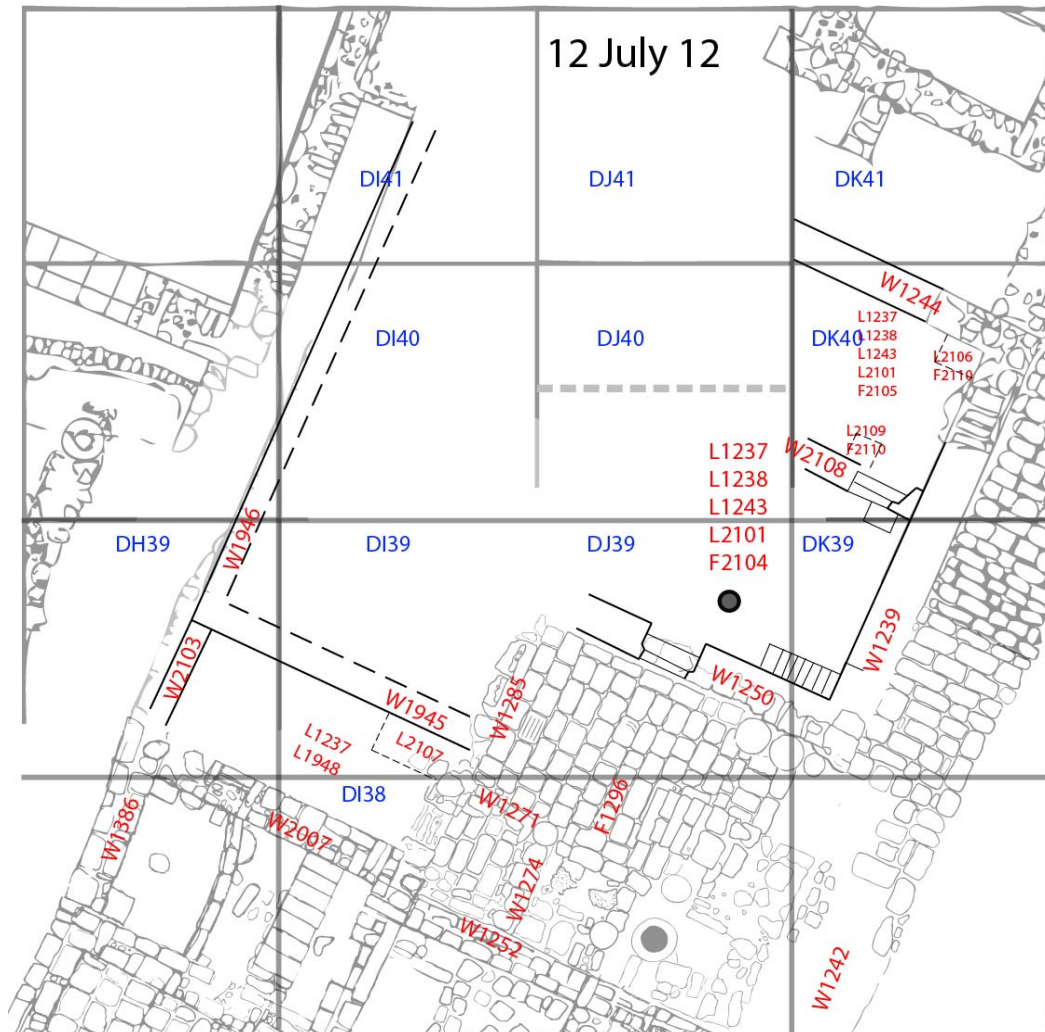 12 July 12
DI41
DJ41
DK41
W1244
DI40
DJ40
DK40
L1237
L1238
L1243
L2101
F2105
L2106
F2110
L2109
F2110
W2108
L1237
L1238
L1243
L2101
F2104
W1946
DH39
DI39
DJ39
DK39
W1239
W2103
W1945
W1285
W1250
L1237
L1948
L2107
DI38
W1386
W2007
W1271
F1296
W1274
W1252
W1242